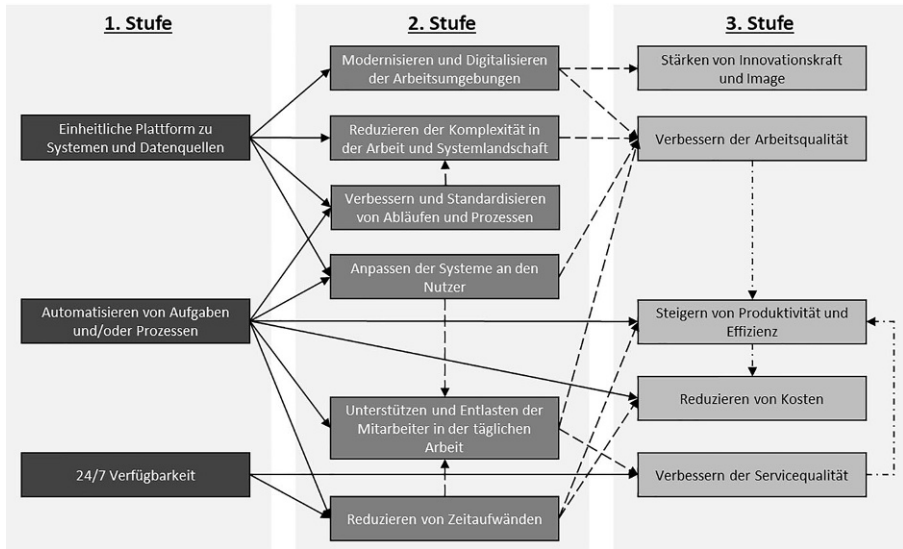 1. Stufe
Einheitliche Plattform zu
Systemen und Datenquellen
Automatisieren von Aufgaben
und/oder Prozessen
24/7 Verfügbarkeit
2. Stufe
Modernisieren und Digitalisieren
der Arbeitsumgebungen
Reduzieren der Komplexität in
der Arbeit und Systemlandschaft
Verbessern und Standardisieren
von Abläufen und Prozessen
Anpassen der Systeme an den
Nutzer
Unterstützen und Entlasten der
Mitarbeiter in der täglichen
Arbeit
Reduzieren von Zeitaufwänden
3. Stufe
Stärken von Innovationskraft
und Image
Verbessern der Arbeitsqualität
Steigern von Produktivität und
Effizienz
Reduzieren von Kosten
Verbessern der Servicequalität